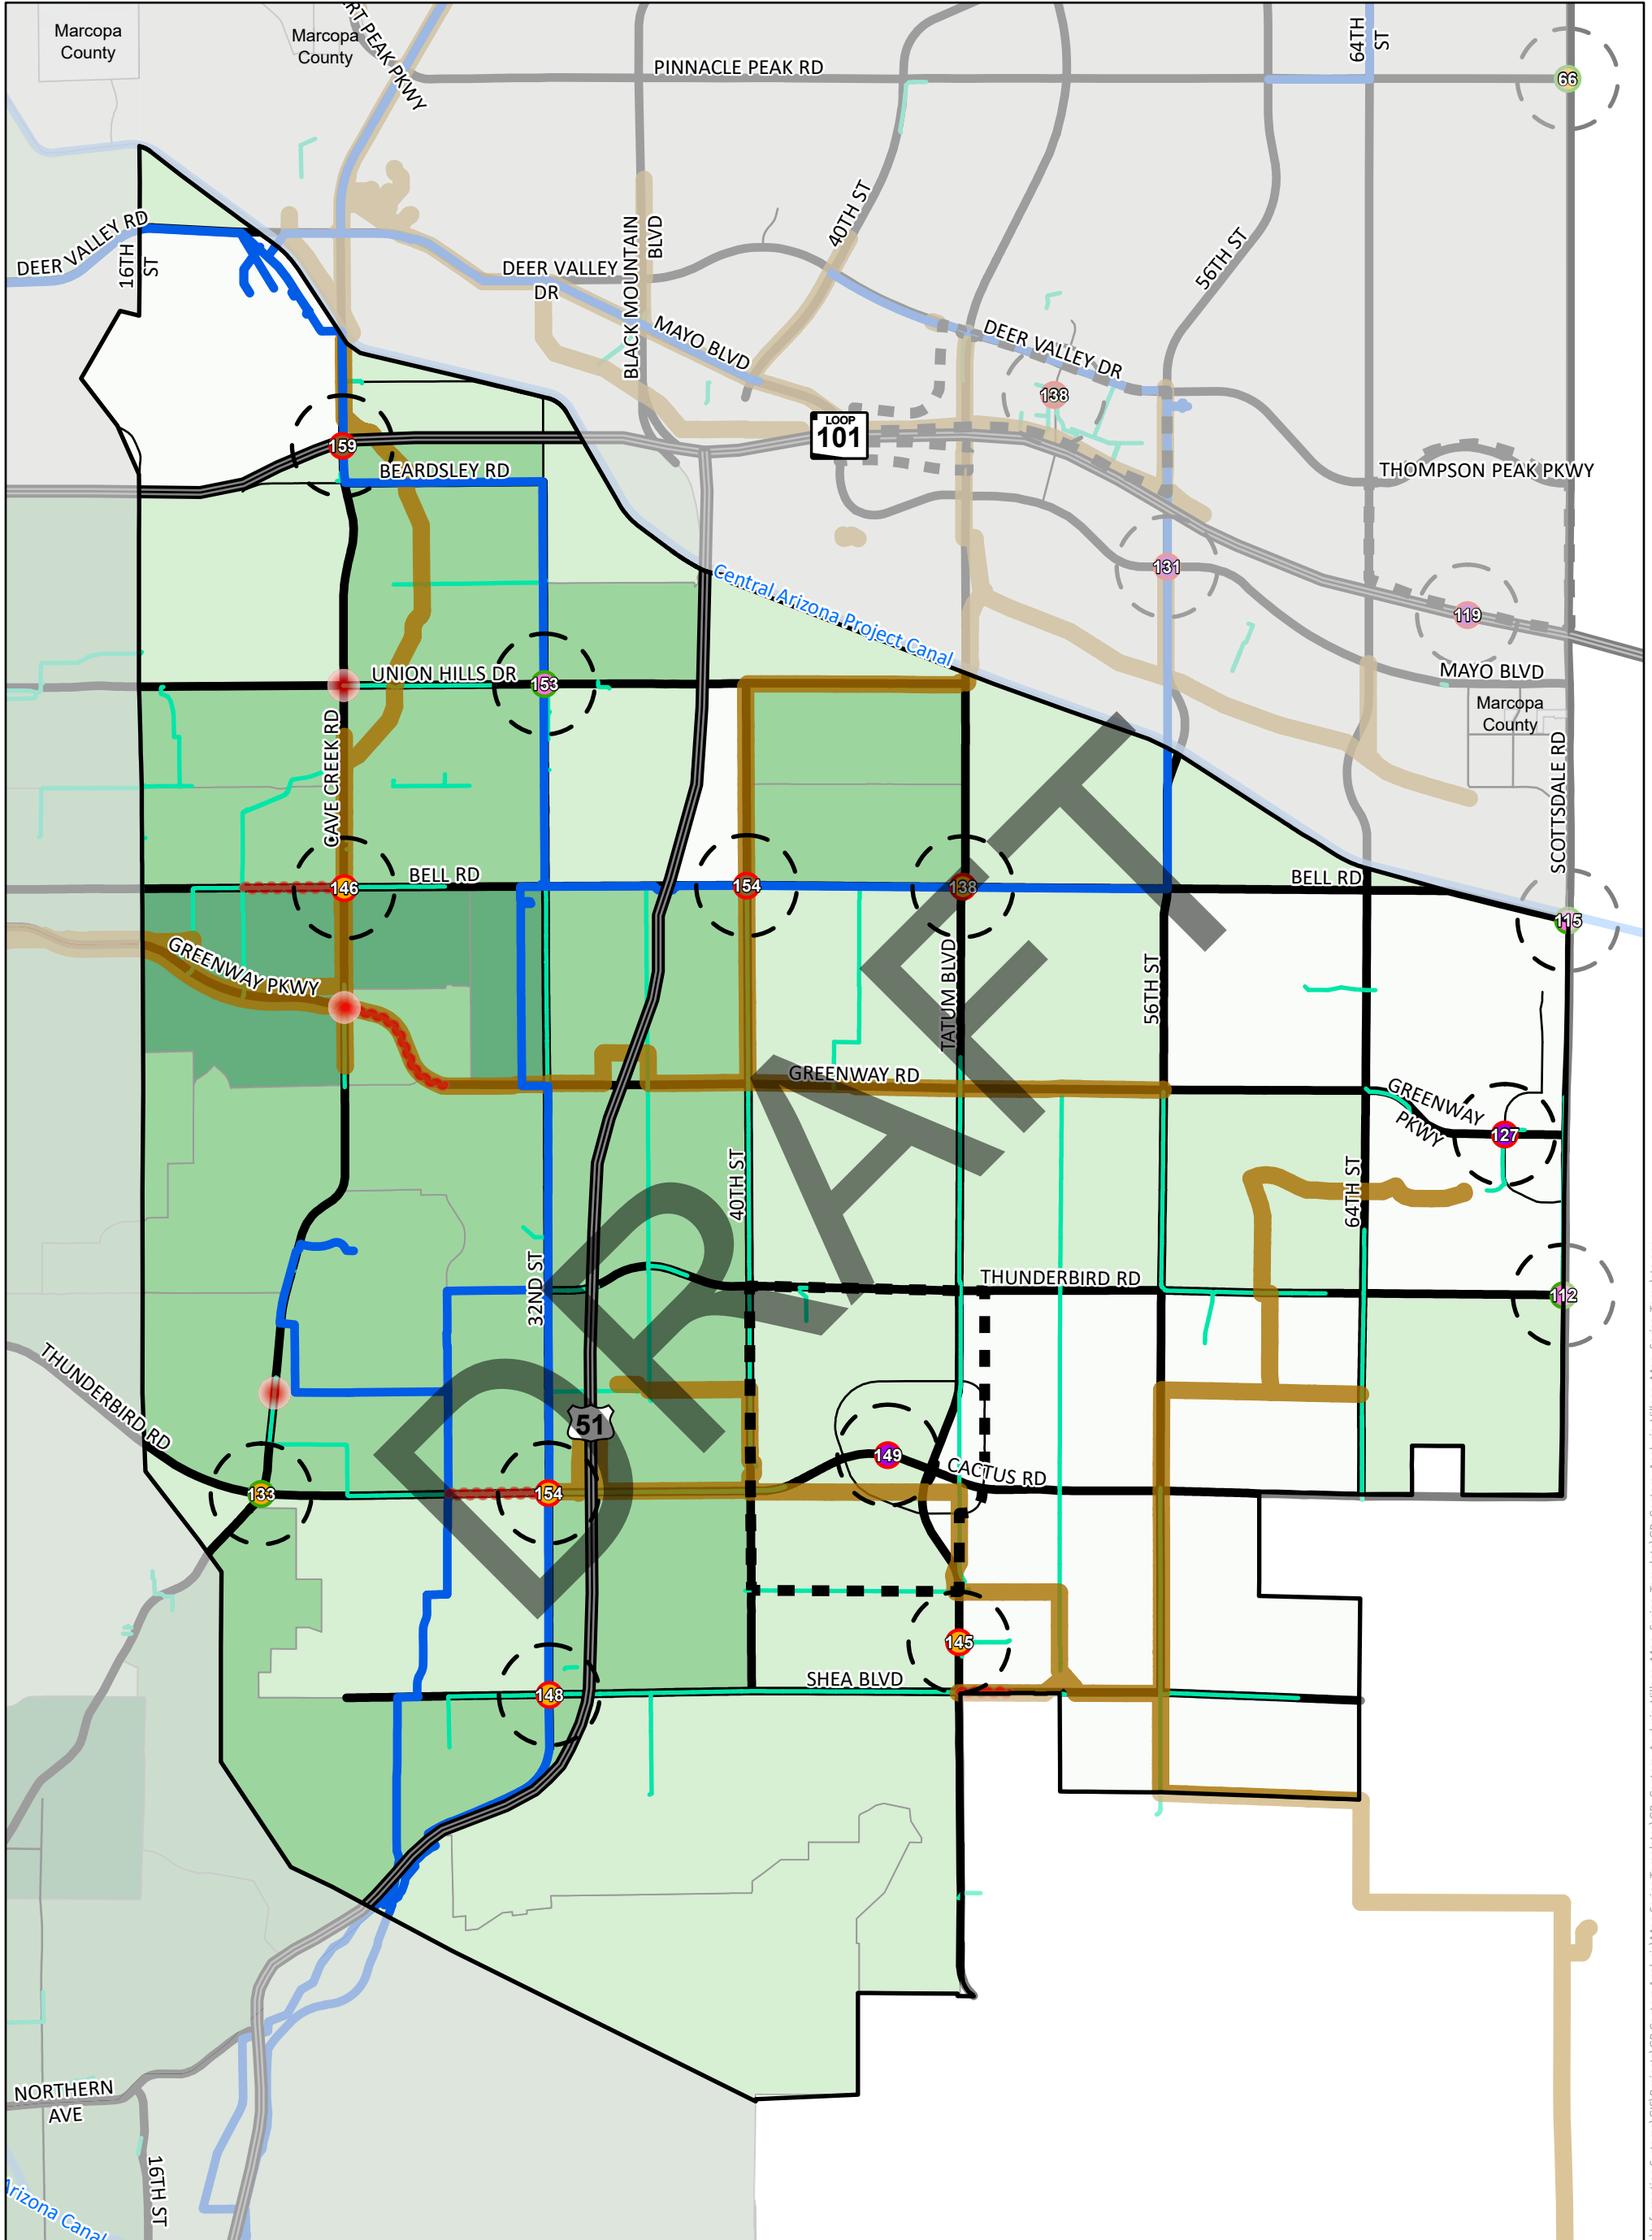 Marcopa
County
Marcopa
County
RT PEAK PKWY
PINNACLE PEAK RD
64TH
ST
66
DEER VALLEY RD
16TH
ST
DEER VALLEY
DR
BLACK MOUNTAIN
BLVD
40TH ST
56TH ST
MAYO BLVD
DEER VALLEY DR
138
LOOP
101
159
BEARDSLEY RD
THOMPSON PEAK PKWY
131
119
Central Arizona Project Canal
UNION HILLS DR
153
MAYO BLVD
Marcopa
County
CAVE CREEK RD
SCOTTSDALE RD
146
BELL RD
154
138
BELL RD
115
GREENWAY PKWY
TATUM BLVD
56TH ST
GREENWAY RD
GREENWAY
PKWY
127
40TH ST
64TH ST
32ND ST
THUNDERBIRD RD
112
THUNDERBIRD RD
51
149
CACTUS RD
133
154
145
SHEA BLVD
148
DRAFT
NORTHERN
AVE
16TH ST
Arizona Canal